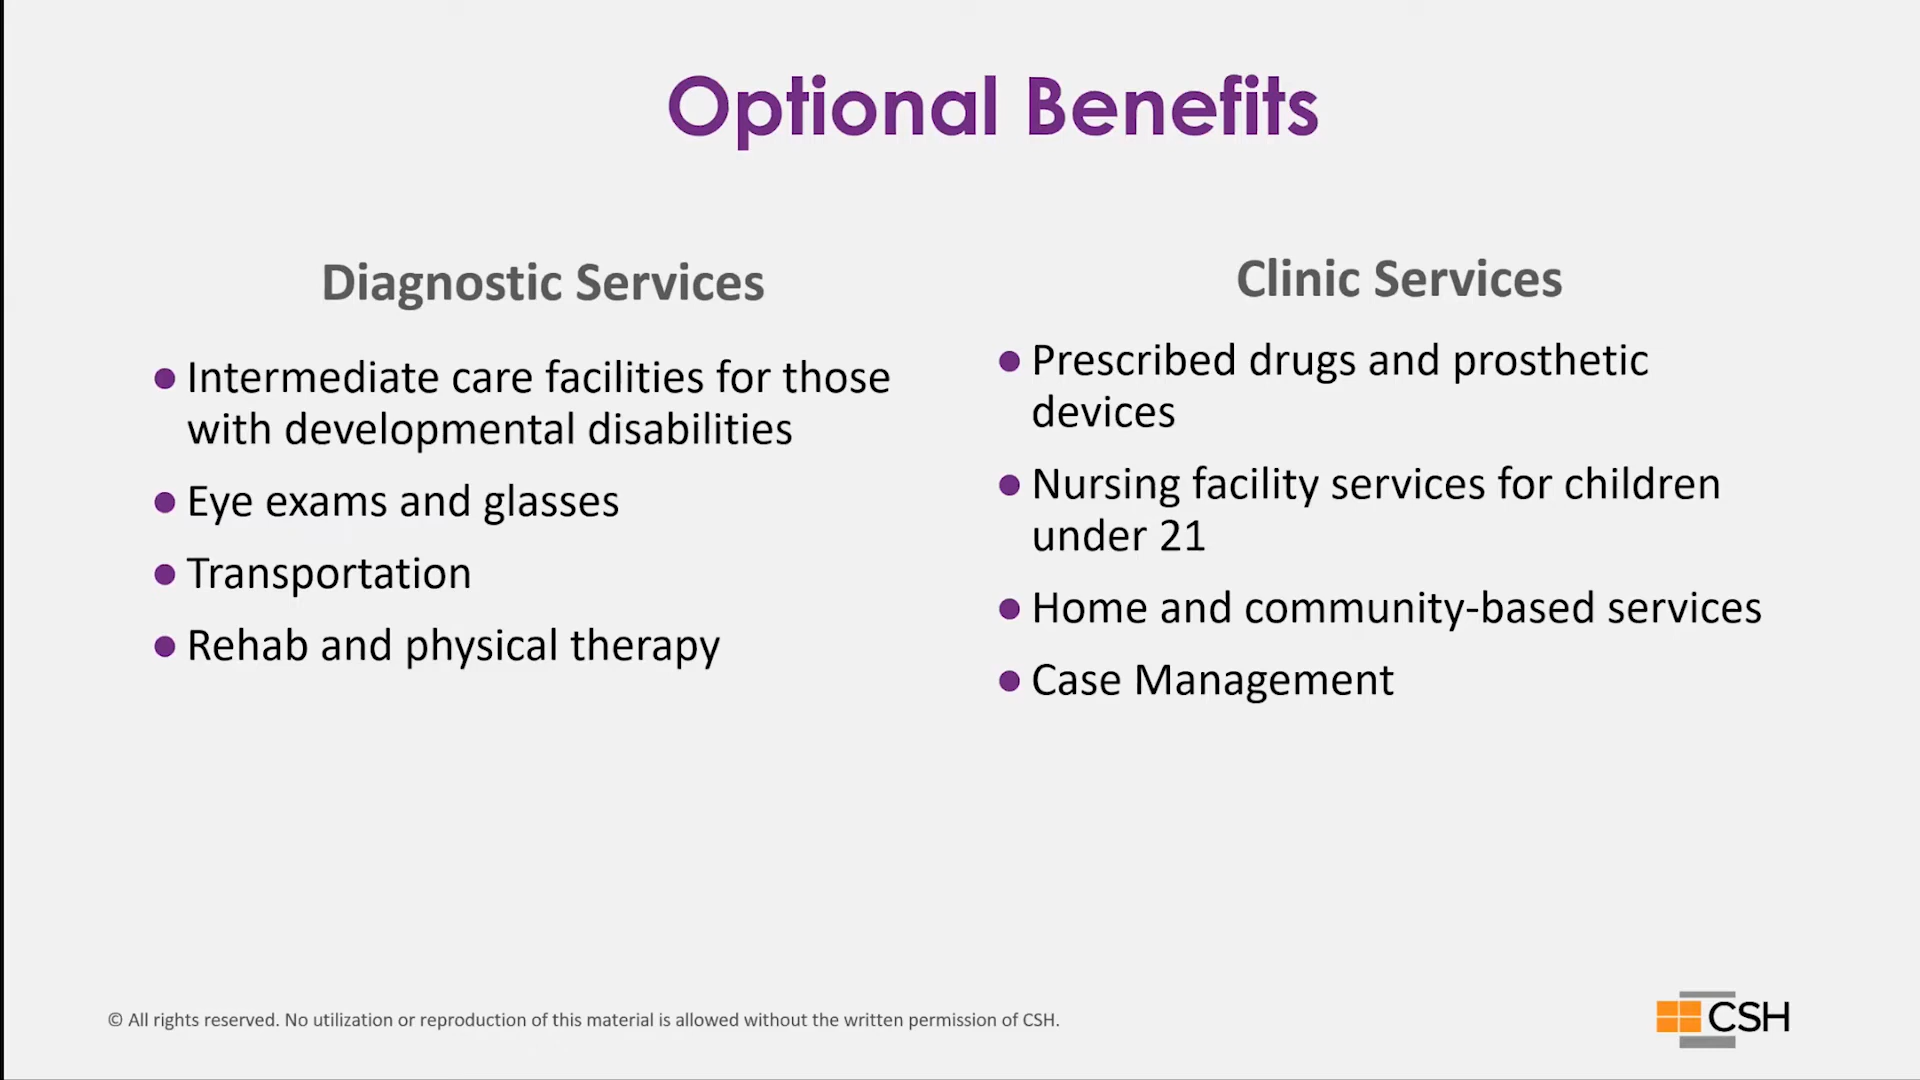 Optional Benefits
Diagnostic Services
● Intermediate care facilities for those
with developmental disabilities
● Eye exams and glasses
● Transportation
● Rehab and physical therapy
Clinic Services
● Prescribed drugs and prosthetic
devices
● Nursing facility services for children
under 21
● Home and community-based services
● Case Management
© All rights reserved. No utilization or reproduction of this material is allowed without the written permission of CSH.
CSH